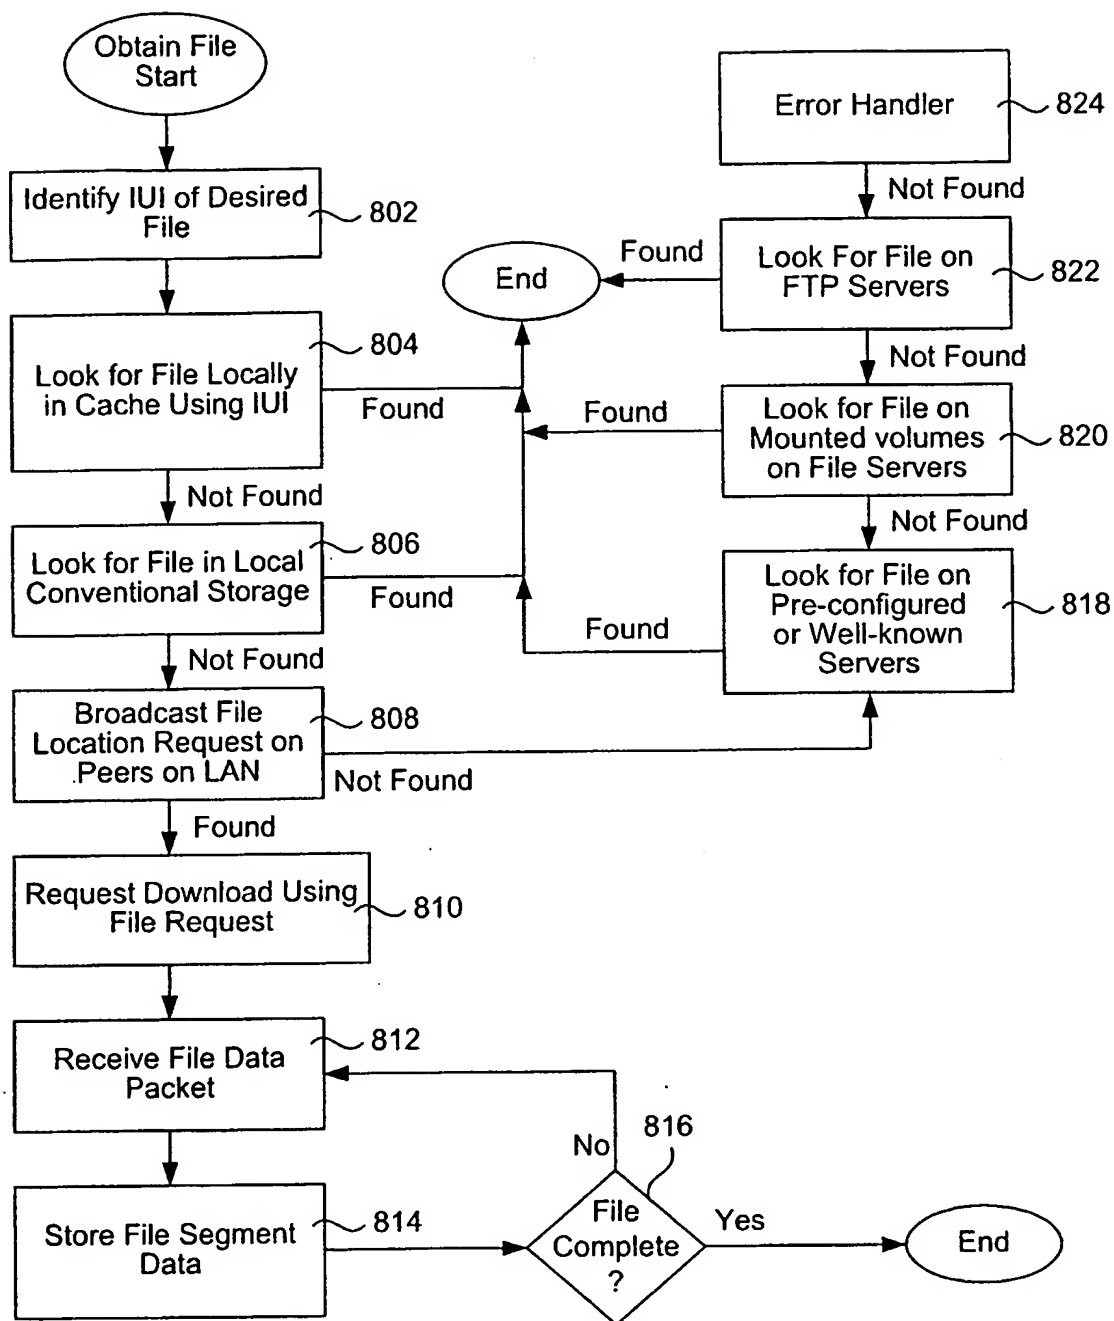 Obtain File
Start
Identify IUI of Desired
File
802
Look for File Locally
in Cache Using IUI
804
Found
Not Found
Look for File in Local
Conventional Storage
806
Found
Not Found
Broadcast File
Location Request on
Peers on LAN
808
Not Found
Found
Request Download Using
File Request
810
Receive File Data
Packet
812
Store File Segment
Data
814
File
Complete
?
816
No
Yes
End
Error Handler
824
Not Found
Look For File on
FTP Servers
822
Found
End
Not Found
Look for File on
Mounted volumes
on File Servers
820
Found
Not Found
Look for File on
Pre-configured
or Well-known
Servers
818
Found